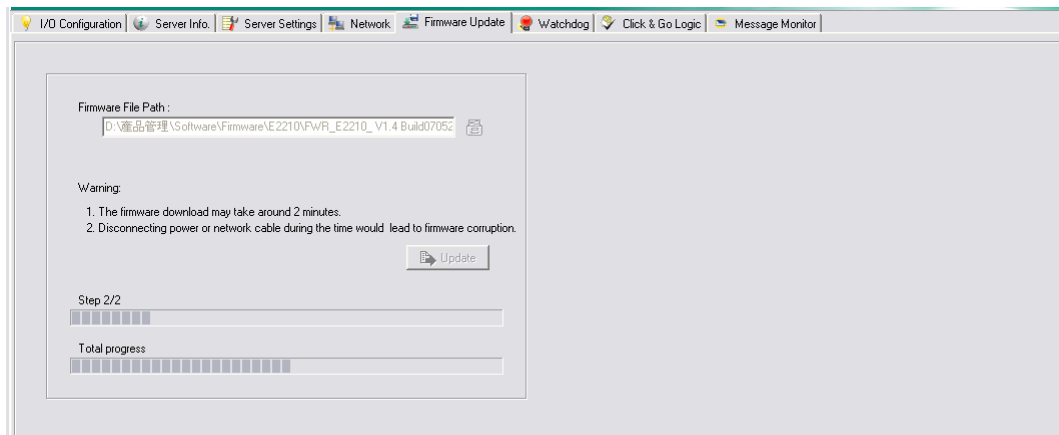 I/O Configuration Server Info. Server Settings Network Firmware Update Watchdog Click & Go Logic Message Monitor
Firmware File Path :
D:\產品管理\Software\Firmware\E2210\FWR_E2210_ V1.4 Build07052
Warning:
1. The firmware download may take around 2 minutes.
2. Disconnecting power or network cable during the time would lead to firmware corruption.
Update
Step 2/2
Total progress